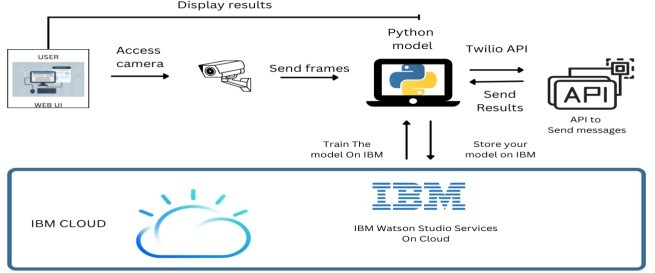 Display results
USER
WEB UI
Access
camera
Send frames
Python
model
Twilio API
Send
Results
API
API to
Send messages
Train The
model On IBM
Store your
model on IBM
IBM CLOUD
IBM
IBM Watson Studio Services
On Cloud